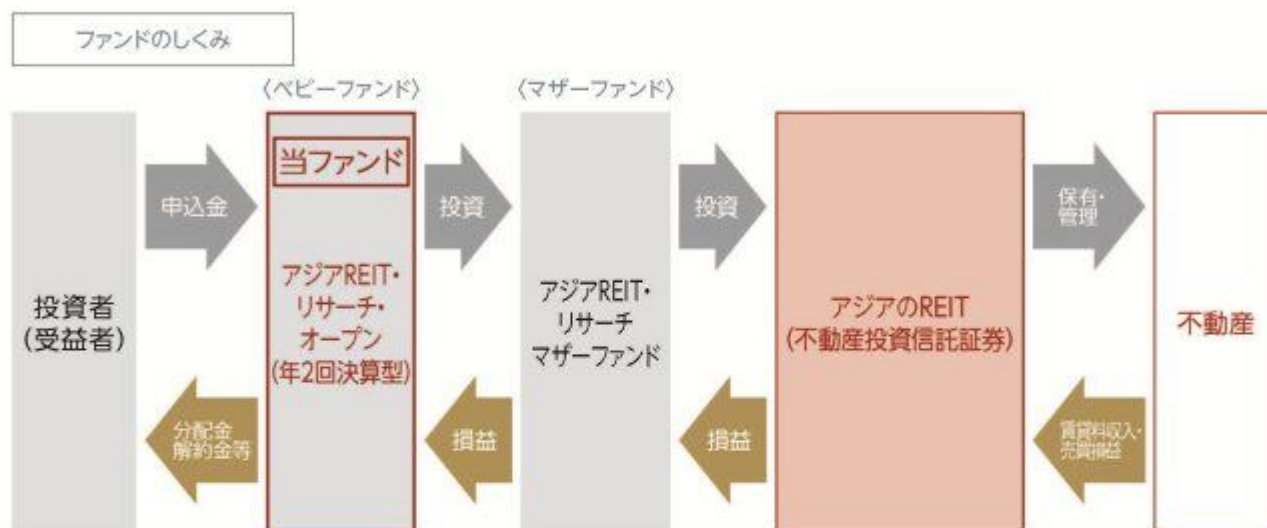 ファンドのしくみ
〈ベビーファンド〉
〈マザーファンド〉
投資者
(受益者)
申込金
分配金
解約金等
当ファンド
アジアREIT・
リサーチ・
オープン
(年2回決算型)
投資
損益
アジアREIT・
リサーチ
マザーファンド
投資
損益
アジアのREIT
(不動産投資信託証券)
保有・
管理
賃貸料収入・
売買損益
不動産